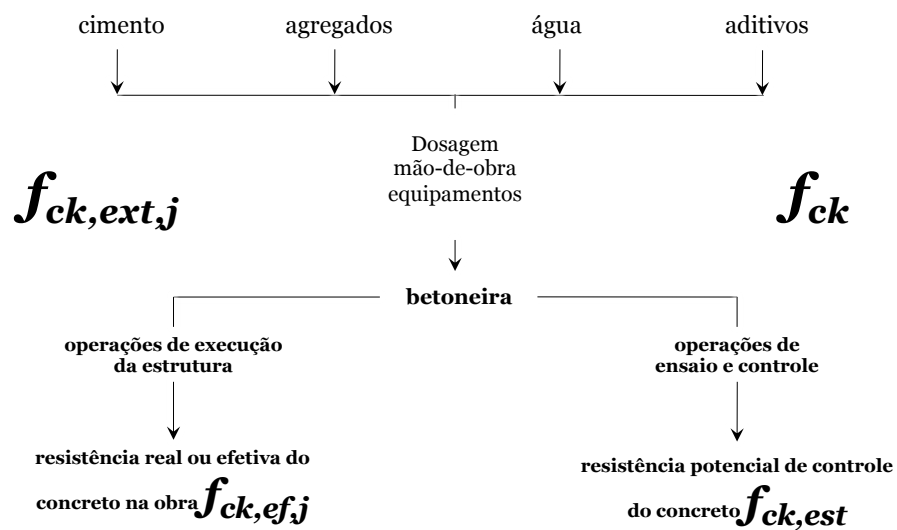 cimento
agregados
água
aditivos
Dosagem
mão-de-obra
equipamentos
fck,ext,j
fck
betoneira
operações de execução
da estrutura
operações de
ensaio e controle
resistência real ou efetiva do
concreto na obra fck,ef,j
resistência potencial de controle
do concreto fck,est